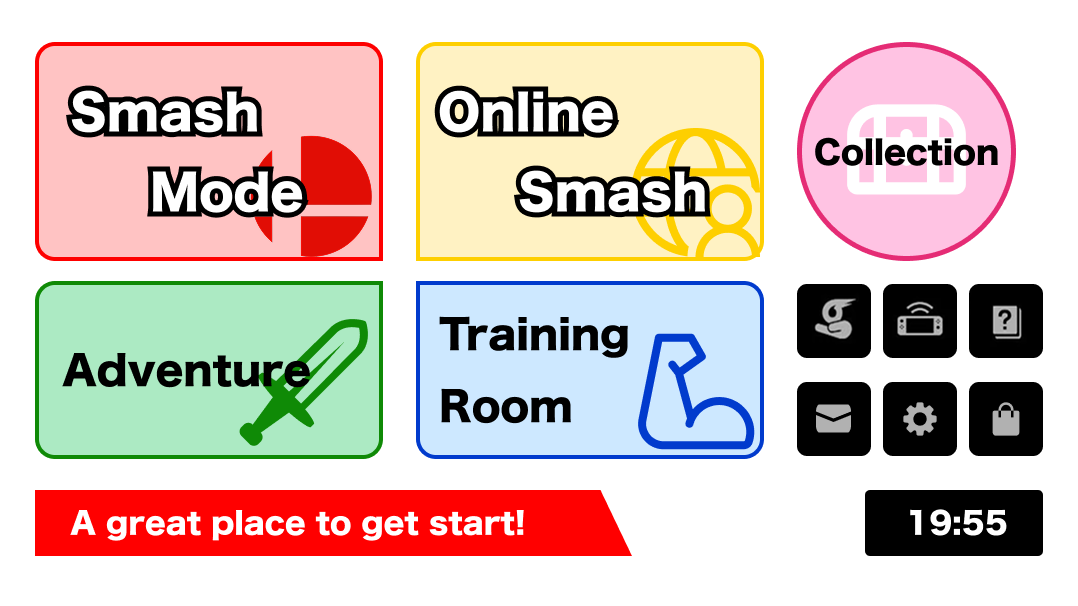 Smash
Mode
Online
Smash
Collection
Adventure
Training
Room
?
A great place to get start!
19:55